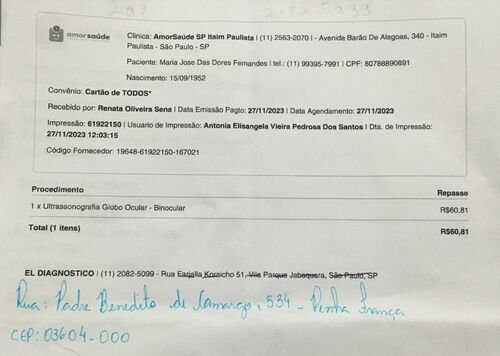 208 2082 5099
amorsaúde
Clinica: AmorSaúde SP Itaim Paulista | (11) 2563-2070 | - Avenida Barão De Alagoas, 340 - Itaim
Paulista - São Paulo - SP
Paciente: Maria Jose Das Dores Fernandes | tel.: (11) 99395-7991 | CPF: 80788890891
Nascimento: 15/09/1952
Convênio: Cartão de TODOS*
Recebido por: Renata Oliveira Sena | Data Emissão Pagto: 27/11/2023 | Data Agendamento: 27/11/2023
Impressão: 61922150 | Usuario de Impressão: Antonia Elisangela Vieira Pedrosa Dos Santos | Dta. de Impressão:
27/11/2023 12:03:15
Código Fornecedor: 19648-61922150-167021
Procedimento Repasse
1 x Ultrassonografia Globo Ocular - Binocular R$60,81
Total (1 itens) R$60,81
EL DIAGNOSTICO | (11) 2082-5099 - Rua Eadjalla Koraicho 51, Vila Parque Jabaquara, São Paulo, SP
Rua: Padre Benedito de Camargo, 534 - Penha França
CEP: 03604-000